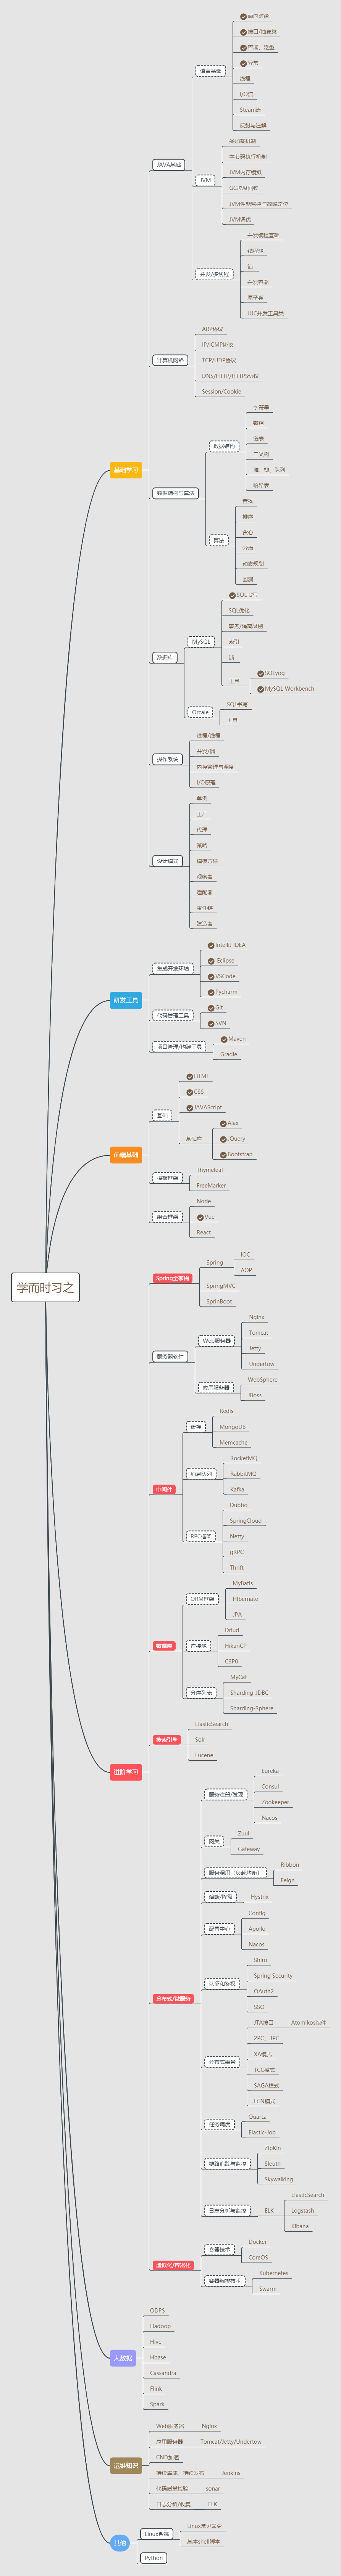 学而时习之
基础学习
JAVA基础
语言基础
面向对象
接口/抽象类
容器、泛型
异常
线程
I/O流
Steam流
反射与注解
JVM
类加载机制
字节码执行机制
JVM内存模型
GC垃圾回收
JVM性能监控与故障定位
JVM调优
并发/多线程
并发编程基础
线程池
锁
并发容器
原子类
JUC并发工具类
计算机网络
ARP协议
IP/ICMP协议
TCP/UDP协议
DNS/HTTP/HTTPS协议
Session/Cookie
数据结构与算法
数据结构
字符串
数组
链表
二叉树
堆、栈、队列
哈希表
算法
查找
排序
贪心
分治
动态规划
回溯
数据库
MySQL
SQL书写
SQL优化
事务/隔离级别
索引
锁
工具
SQLyog
MySQL Workbench
Orcale
SQL书写
工具
操作系统
进程/线程
并发/锁
内存管理与调度
I/O原理
设计模式
单例
工厂
代理
策略
模板方法
观察者
适配器
责任链
建造者
研发工具
集成开发环境
IntelliJ IDEA
Eclipse
VSCode
Pycharm
代码管理工具
Git
SVN
项目管理/构建工具
Maven
Gradle
前端基础
基础
HTML
CSS
JAVAScript
基础库
Ajax
JQuery
Bootstrap
模板框架
Thymeleaf
FreeMarker
组合框架
Node
Vue
React
进阶学习
Spring全家桶
Spring
IOC
AOP
SpringMVC
SprinBoot
服务器软件
Web服务器
Nginx
Tomcat
Jetty
Undertow
应用服务器
WebSphere
JBoss
中间件
缓存
Redis
MongoDB
Memcache
消息队列
RocketMQ
RabbitMQ
Kafka
RPC框架
Dubbo
SpringCloud
Netty
gRPC
Thrift
数据库
ORM框架
MyBatis
Hibernate
JPA
连接池
Driud
HikariCP
C3P0
分库列表
MyCat
Sharding-JDBC
Sharding-Sphere
搜索引擎
ElasticSearch
Solr
Lucene
分布式/微服务
服务注册/发现
Eureka
Consul
Zookeeper
Nacos
网关
Zuul
Gateway
服务调用（负载均衡）
Ribbon
Feign
熔断/降级
Hystrix
配置中心
Config
Apollo
Nacos
认证和鉴权
Shiro
Spring Security
OAuth2
SSO
分布式事务
JTA接口
Atomikos组件
2PC、3PC
XA模式
TCC模式
SAGA模式
LCN模式
任务调度
Quartz
Elastic-Job
链路追踪与监控
ZipKin
Sleuth
Skywalking
日志分析与监控
ELK
ElasticSearch
Logstash
Kibana
虚拟化/容器化
容器技术
Docker
CoreOS
容器编排技术
Kubernetes
Swarm
大数据
ODPS
Hadoop
Hive
Hbase
Cassandra
Flink
Spark
运维知识
Web服务器
Nginx
应用服务器
Tomcat/Jetty/Undertow
CND加速
持续集成、持续发布
Jenkins
代码质量检验
sonar
日志分析/收集
ELK
其他
Linux系统
Linux常见命令
基本shell脚本
Python